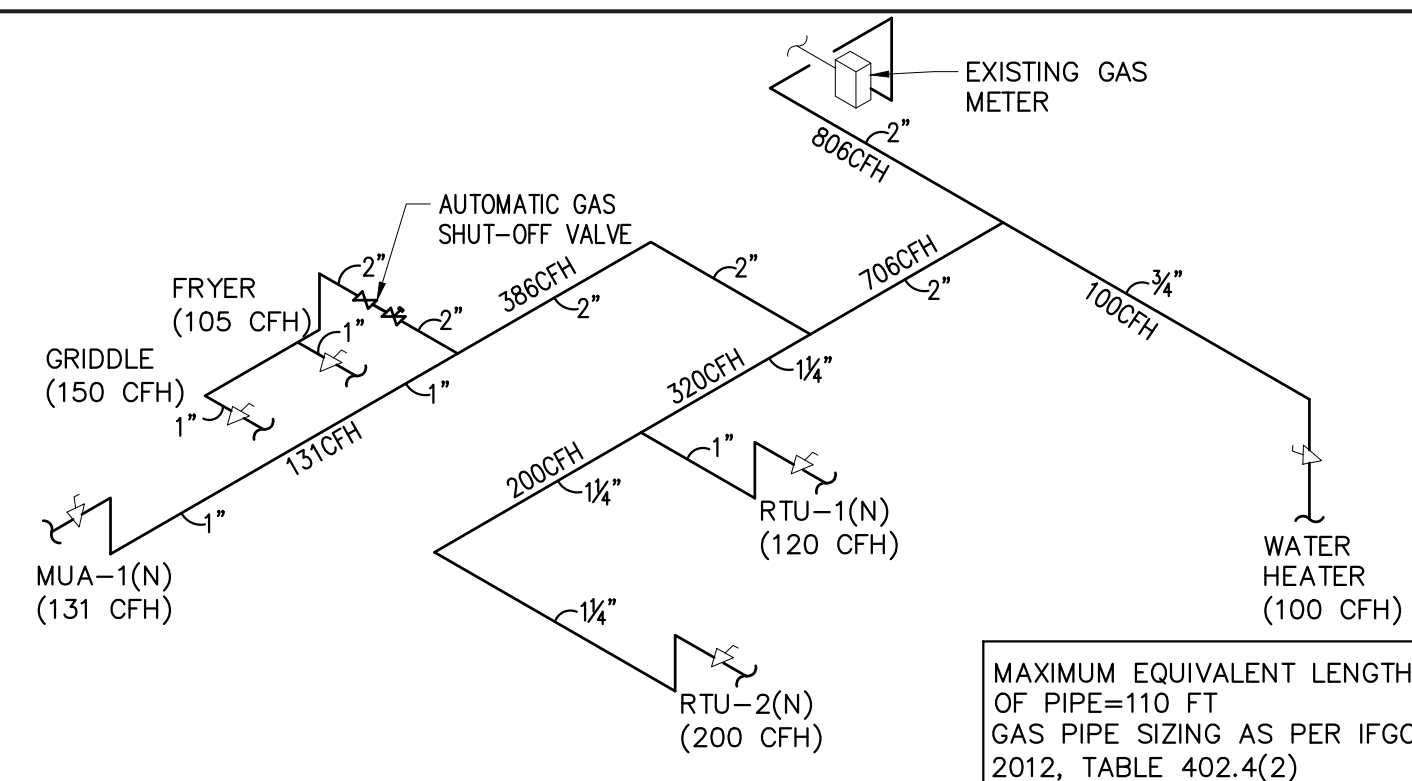 EXISTING GAS
METER
2"
806CFH
AUTOMATIC GAS
SHUT-OFF VALVE
2"
FRYER
(105 CFH)
1"
2"
386CFH
2"
2"
706CFH
2"
3/4"
100CFH
GRIDDLE
(150 CFH)
1"
1"
131CFH
1"
320CFH
1 1/4"
200CFH
1 1/4"
1"
RTU-1(N)
(120 CFH)
MUA-1(N)
(131 CFH)
WATER
HEATER
(100 CFH)
1 1/4"
RTU-2(N)
(200 CFH)
MAXIMUM EQUIVALENT LENGTH
OF PIPE=110 FT
GAS PIPE SIZING AS PER IFGC
2012, TABLE 402.4(2)